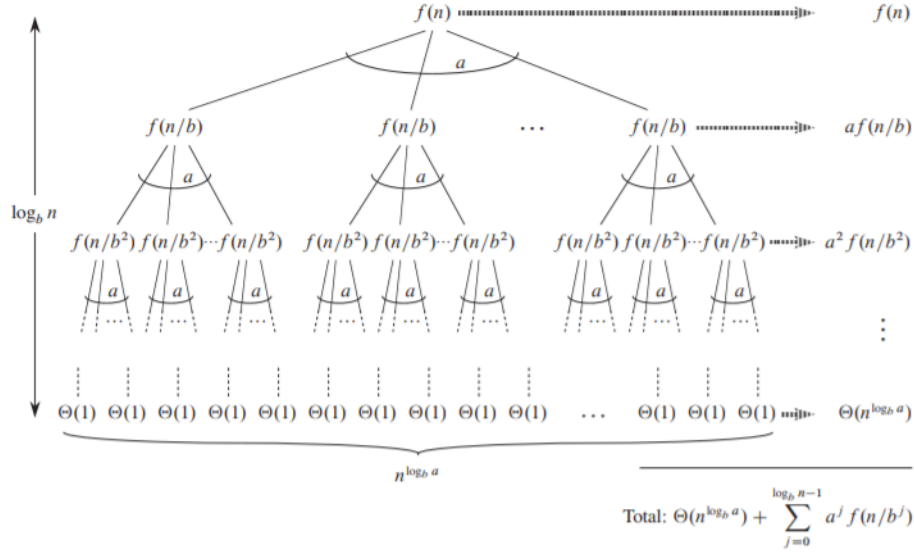 f(n) f(n)
a
f(n/b) f(n/b) ... f(n/b) af(n/b)
a a a
log_b n
f(n/b²) f(n/b²)···f(n/b²) f(n/b²) f(n/b²)···f(n/b²) f(n/b²) f(n/b²)···f(n/b²) a² f(n/b²)
a a a a a a a a a
... ... ... ... ... ... ... ... ... ⋮
Θ(1) Θ(1) Θ(1) Θ(1) Θ(1) Θ(1) Θ(1) Θ(1) Θ(1) Θ(1) ... Θ(1) Θ(1) Θ(1) Θ(n^{log_b a})
n^{log_b a}
Total: Θ(n^{log_b a}) + \sum_{j=0}^{log_b n−1} a^j f(n/b^j)